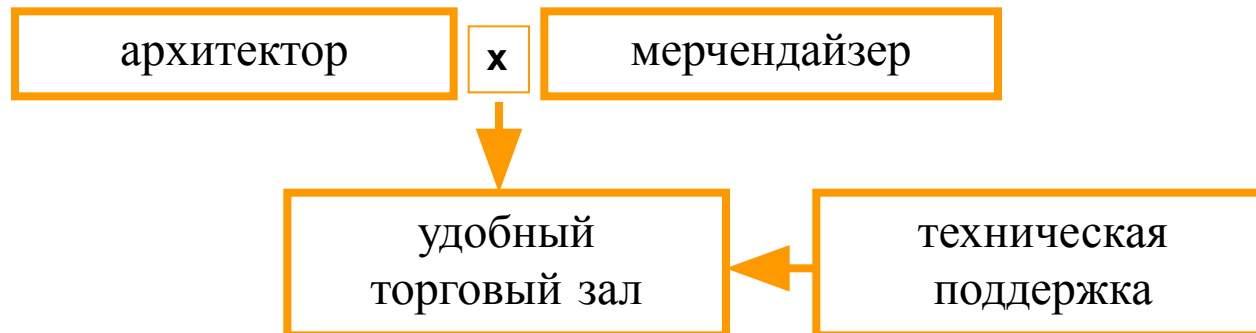 архитектор
x
мерчендайзер
удобный
торговый зал
техническая
поддержка